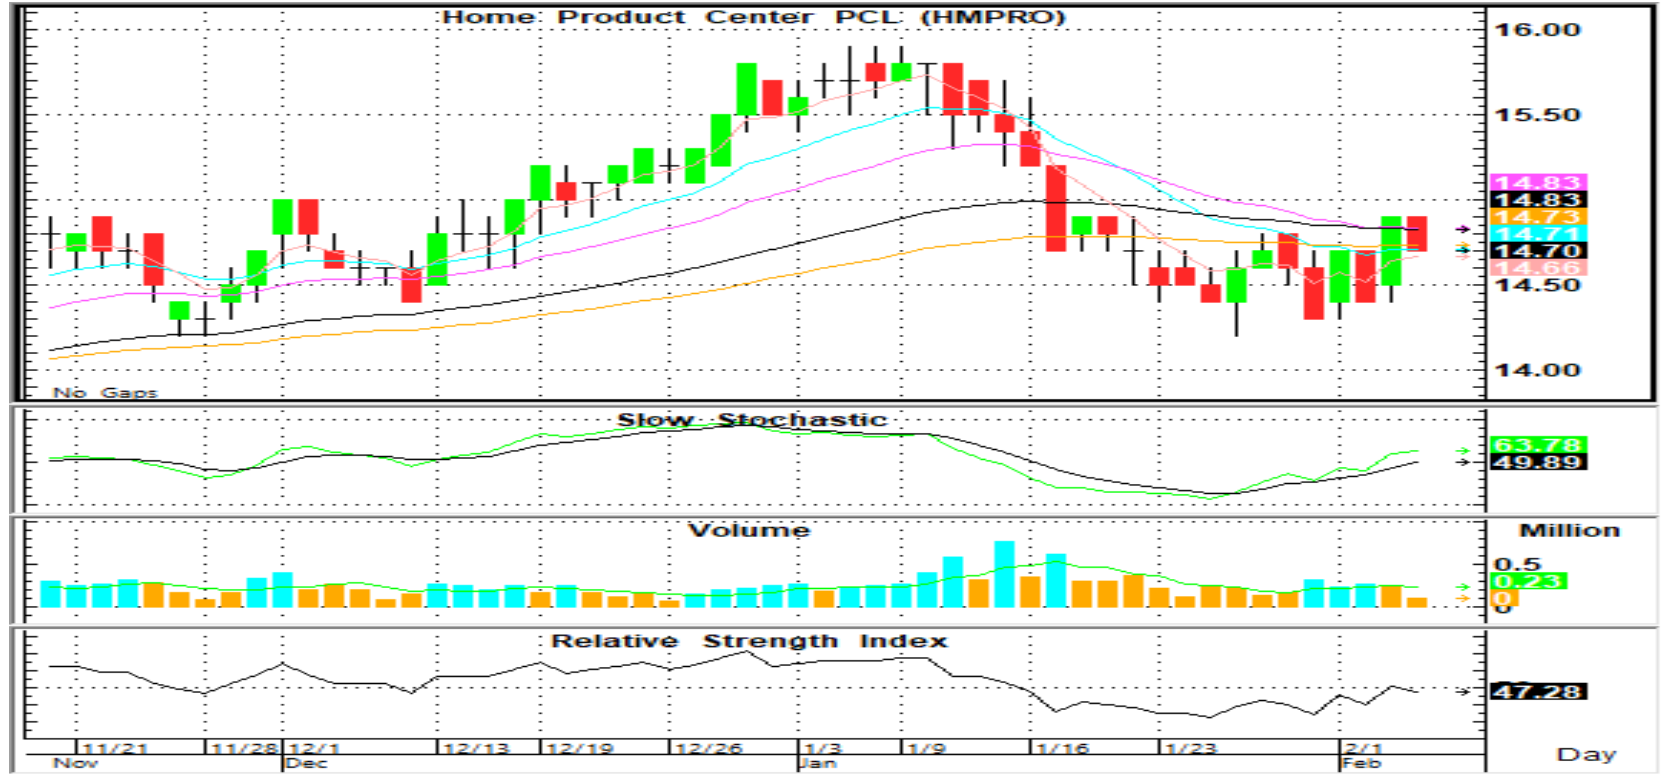 Home Product Center PCL (HMPRO)
16.00
15.50
14.83
14.83
14.73
14.71
14.70
14.66
14.50
14.00
No Gaps
Slow Stochastic
63.78
49.89
Volume
Million
0.5
0.23
0
0
Relative Strength Index
47.28
11/21 11/28 12/1 12/13 12/19 12/26 1/3 1/9 1/16 1/23 2/1
Nov Dec Jan Feb
Day